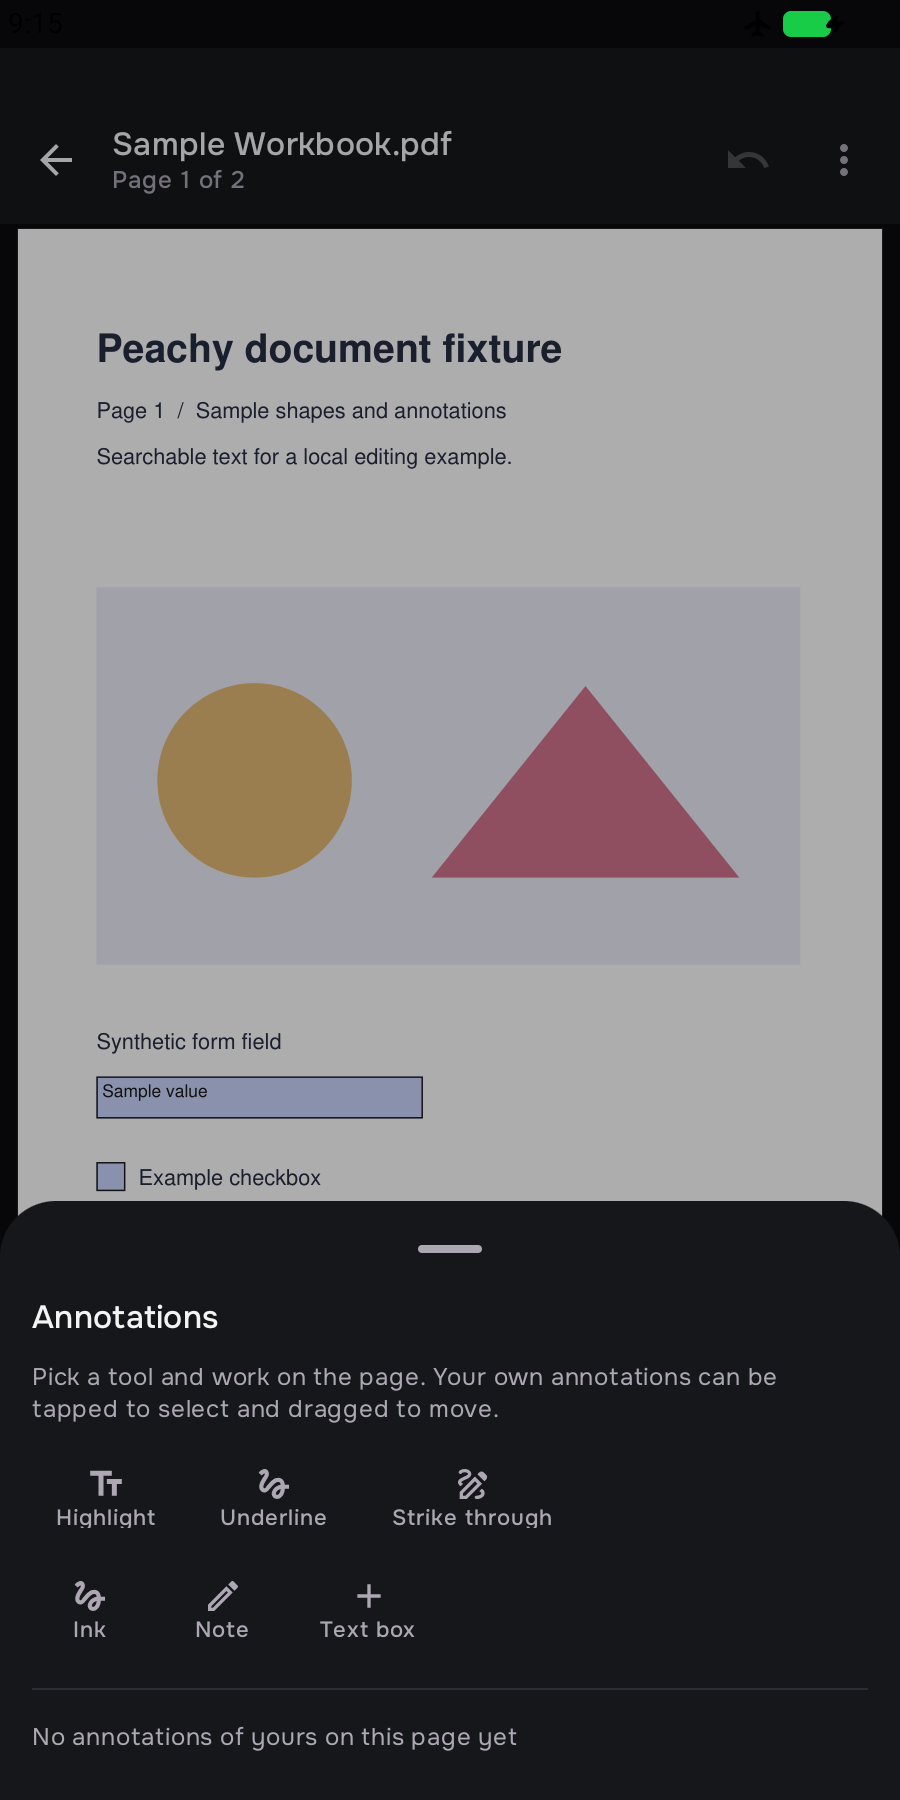 9:15
Sample Workbook.pdf
Page 1 of 2
Peachy document fixture
Page 1 / Sample shapes and annotations
Searchable text for a local editing example.
Synthetic form field
Sample value
Example checkbox
Annotations
Pick a tool and work on the page. Your own annotations can be
tapped to select and dragged to move.
Highlight Underline Strike through
Ink Note Text box
No annotations of yours on this page yet